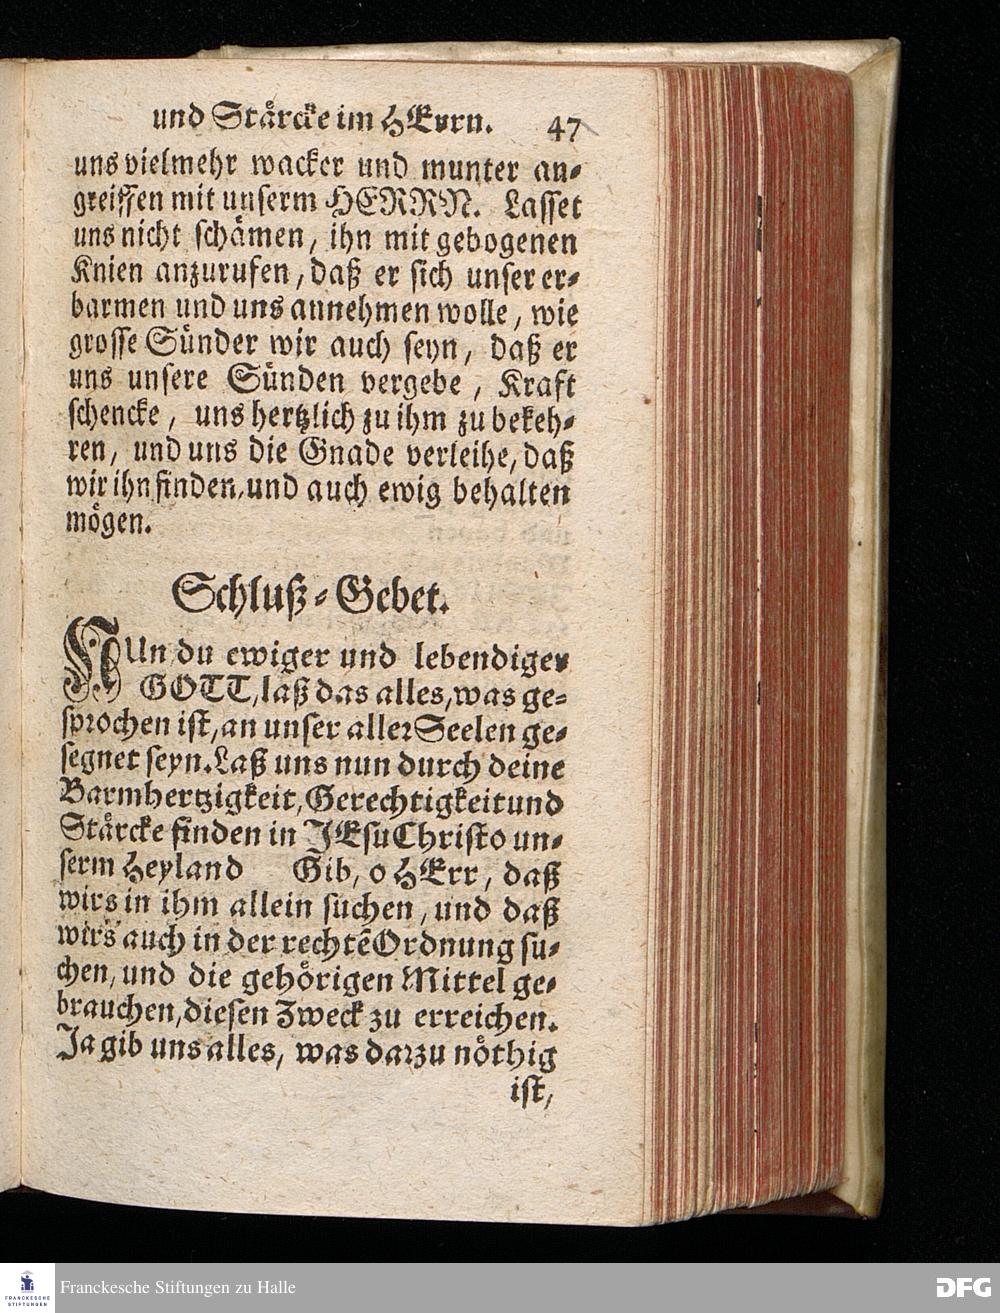 und Stärcke im HErrn. 47
uns vielmehr wacker und munter an-
greiffen mit unserm HERRN. Lasset
uns nicht schämen, ihn mit gebogenen
Knien anzurufen, daß er sich unser er-
barmen und uns annehmen wolle, wie
grosse Sünder wir auch seyn, daß er
uns unsere Sünden vergebe, Kraft
schencke, uns hertzlich zu ihm zu bekeh-
ren, und uns die Gnade verleihe, daß
wir ihn finden, und auch ewig behalten
mögen.
Schluß-Gebet.
NUn du ewiger und lebendiger
GOTT, laß das alles, was ge-
sprochen ist, an unser aller Seelen ge-
segnet seyn. Laß uns nun durch deine
Barmhertzigkeit, Gerechtigkeit und
Stärcke finden in JEsu Christo un-
serm Heyland Gib, o HErr, daß
wirs in ihm allein suchen, und daß
wirs auch in der rechtē Ordnung su-
chen, und die gehörigen Mittel ge-
brauchen, diesen Zweck zu erreichen.
Ja gib uns alles, was darzu nöthig
ist,
FRANCKESCHE
STIFTUNGEN
Franckesche Stiftungen zu Halle
DFG